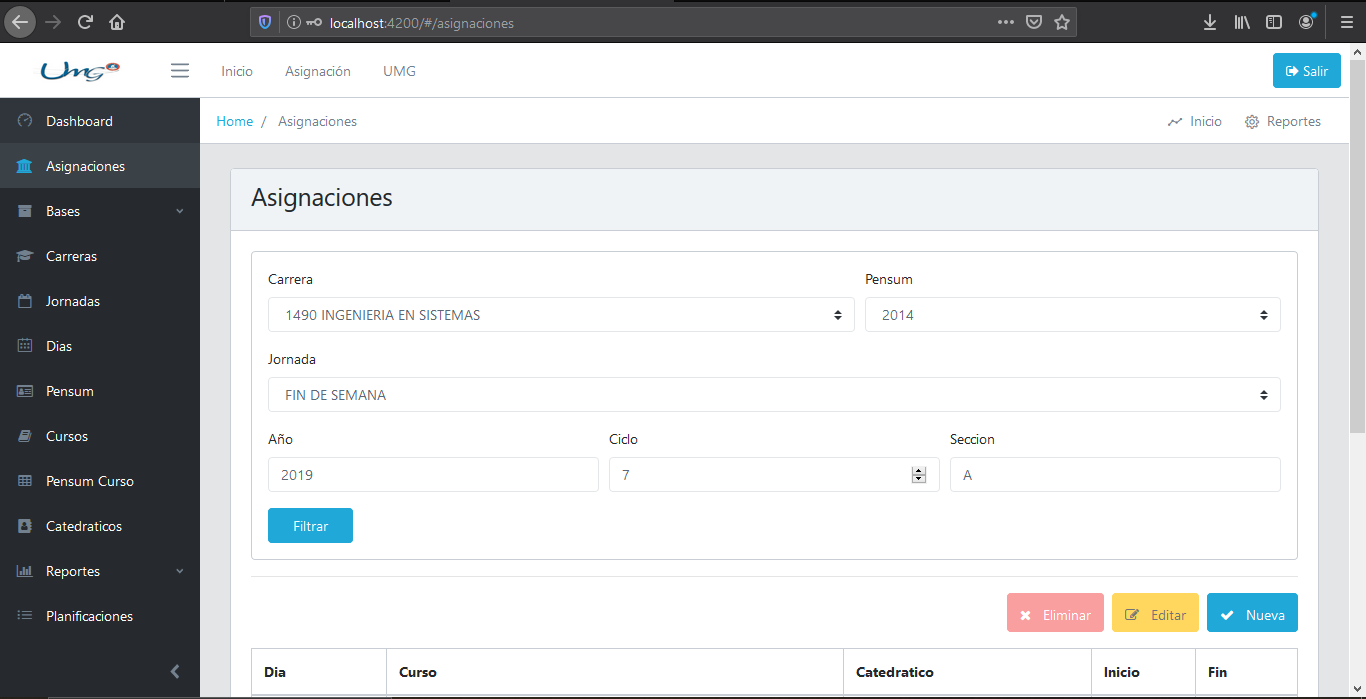 localhost:4200/#/asignaciones
Umg
Inicio Asignación UMG Salir
Dashboard
Asignaciones
Bases
Carreras
Jornadas
Dias
Pensum
Cursos
Pensum Curso
Catedraticos
Reportes
Planificaciones
Home / Asignaciones Inicio Reportes
Asignaciones
Carrera Pensum
1490 INGENIERIA EN SISTEMAS 2014
Jornada
FIN DE SEMANA
Año Ciclo Seccion
2019 7 A
Filtrar
Eliminar Editar Nueva
Dia Curso Catedratico Inicio Fin